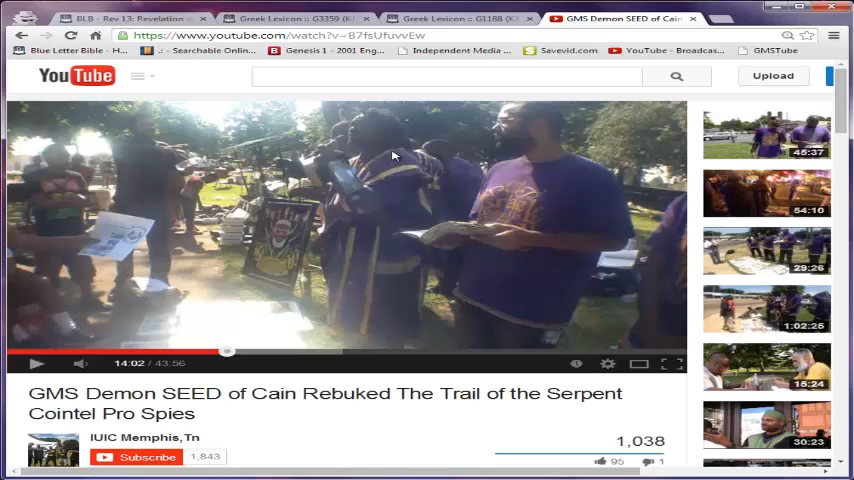 BLB - Rev 13: Revelation
Greek Lexicon :: G3359 (K
Greek Lexicon :: G1188 (K
GMS Demon SEED of Cain
https://www.youtube.com/watch?v=B7fsUfuvvEw
Blue Letter Bible - H
.: - Searchable Onlin...
Genesis 1 - 2001 Eng...
Independent Media ...
Savevid.com
YouTube - Broadcast...
GMSTube
YouTube
Upload
45:37
54:10
29:26
1:02:25
15:24
30:23
14:02 / 43:56
GMS Demon SEED of Cain Rebuked The Trail of the Serpent
Cointel Pro Spies
IUIC Memphis,Tn
Subscribe 1,843
1,038
95 1